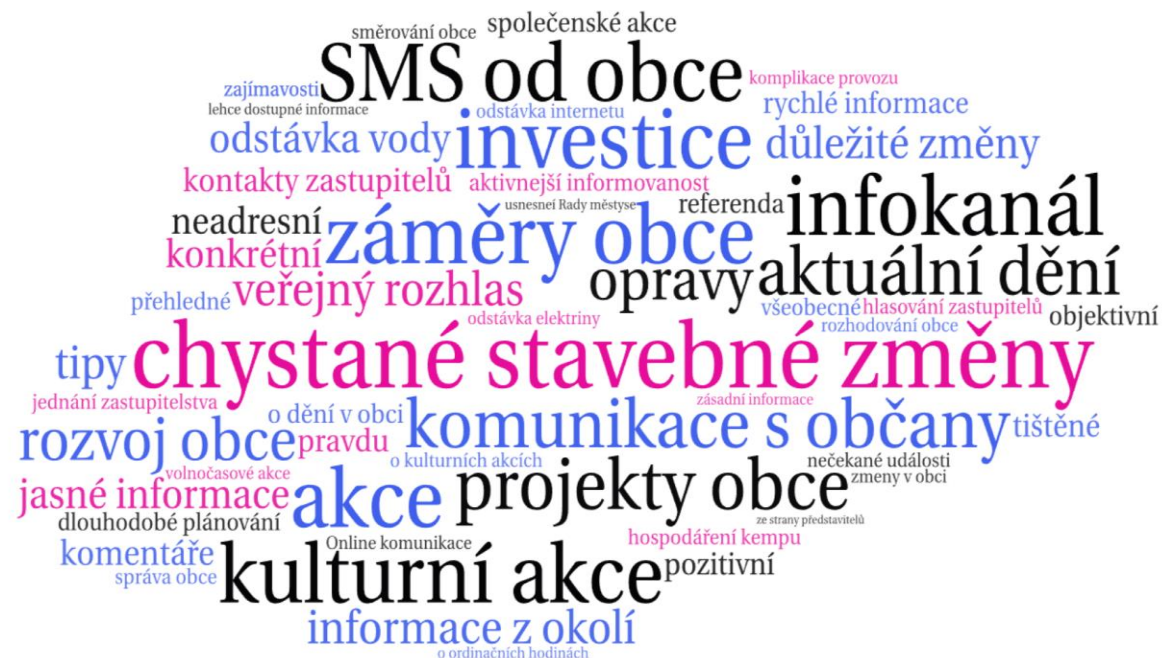 směrování obce
společenské akce
SMS od obce
zajímavosti
komplikace provozu
lehce dostupné informace
odstávka internetu
rychlé informace
odstávka vody
investice
důležité změny
kontakty zastupitelů
aktivnejší informovanost
usnesneí Rady městyse
referenda
infokanál
neadresní
záměry obce
konkrétní
opravy
aktuální dění
přehledné
veřejný rozhlas
všeobecné
hlasování zastupitelů
objektivní
odstávka elektriny
rozhodování obce
tipy
chystané stavebné změny
jednání zastupitelstva
o dění v obci
zásadní informace
rozvoj obce
pravdu
komunikace s občany
tištěné
volnočasové akce
o kulturních akcích
nečekané události
jasné informace
akce
projekty obce
zmeny v obci
dlouhodobé plánování
ze strany představitelů
komentáře
Online komunikace
hospodáření kempu
správa obce
kulturní akce
pozitivní
informace z okolí
o ordinačních hodinách